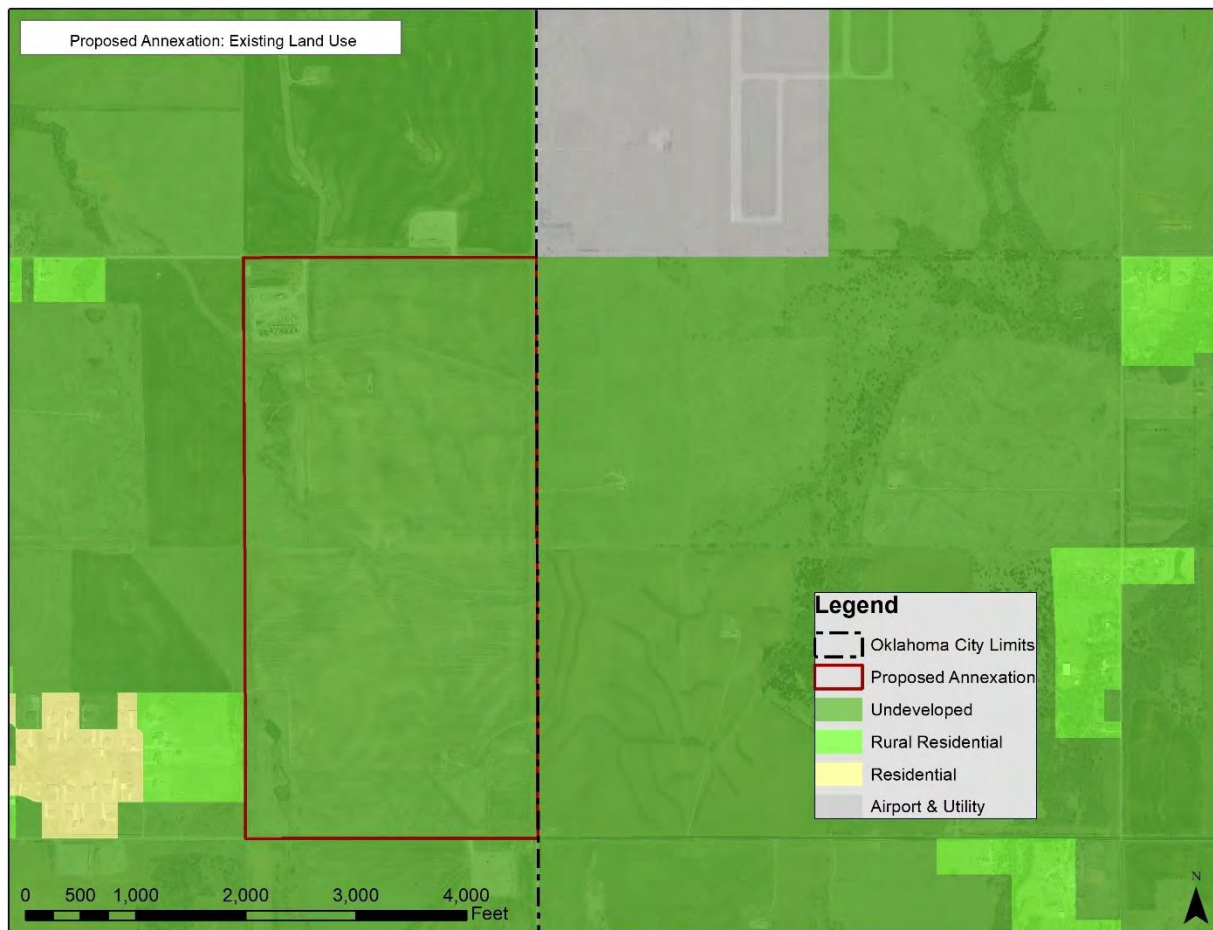 Proposed Annexation: Existing Land Use
Legend
Oklahoma City Limits
Proposed Annexation
Undeveloped
Rural Residential
Residential
Airport & Utility
0 500 1,000 2,000 3,000 4,000
Feet
N